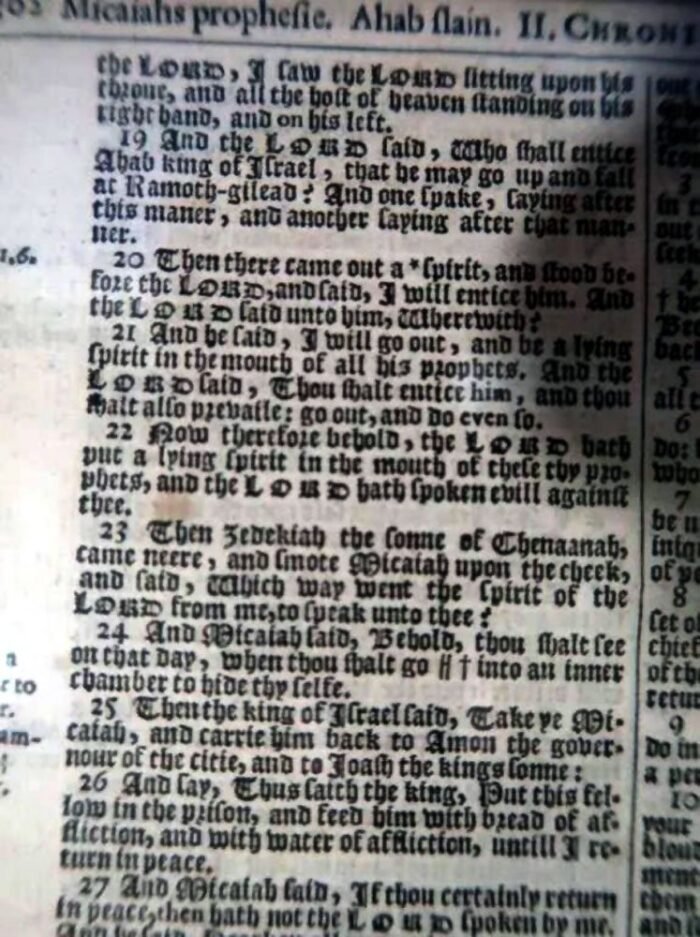 Micaiahs prophesie. Ahab slain. II. CHRONI
the LORD, I saw the LORD sitting upon his
throne, and all the host of heaven standing on his
right hand, and on his left.
19 And the LORD said, Who shall entice
Ahab king of Israel, that he may go up and fall
at Ramoth-gilead? And one spake, saying after
this maner, and another saying after that man-
ner.
1.6.
20 Then there came out a * spirit, and stood be-
fore the LORD, and said, I will entice him. And
the LORD said unto him, Wherewith?
21 And he said, I will go out, and be a lying
spirit in the mouth of all his prophets. And the
LORD said, Thou shalt entice him, and thou
shalt also prevaile: go out, and do even so.
22 Now therefore behold, the LORD hath
put a lying spirit in the mouth of these thy pro-
phets, and the LORD hath spoken evill against
thee.
23 Then Zedekiah the sonne of Chenaanah,
came neere, and smote Micaiah upon the cheek,
and said, Which way went the spirit of the
LORD from me, to speak unto thee?
24 And Micaiah said, Behold, thou shalt see
on that day, when thou shalt go || † into an inner
chamber to hide thy selfe.
25 Then the king of Israel said, Take ye Mi-
caiah, and carrie him back to Amon the gover-
nour of the citie, and to Joash the kings sonne:
26 And say, Thus saith the king, Put this fel-
low in the prison, and feed him with bread of af-
fliction, and with water of affliction, untill I re-
turn in peace.
27 And Micaiah said, If thou certainly return
in peace, then hath not the LORD spoken by me.